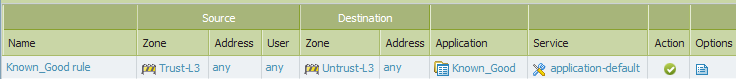 Source Destination
Name Zone Address User Zone Address Application Service Action Options
Known_Good rule Trust-L3 any any Untrust-L3 any Known_Good application-default